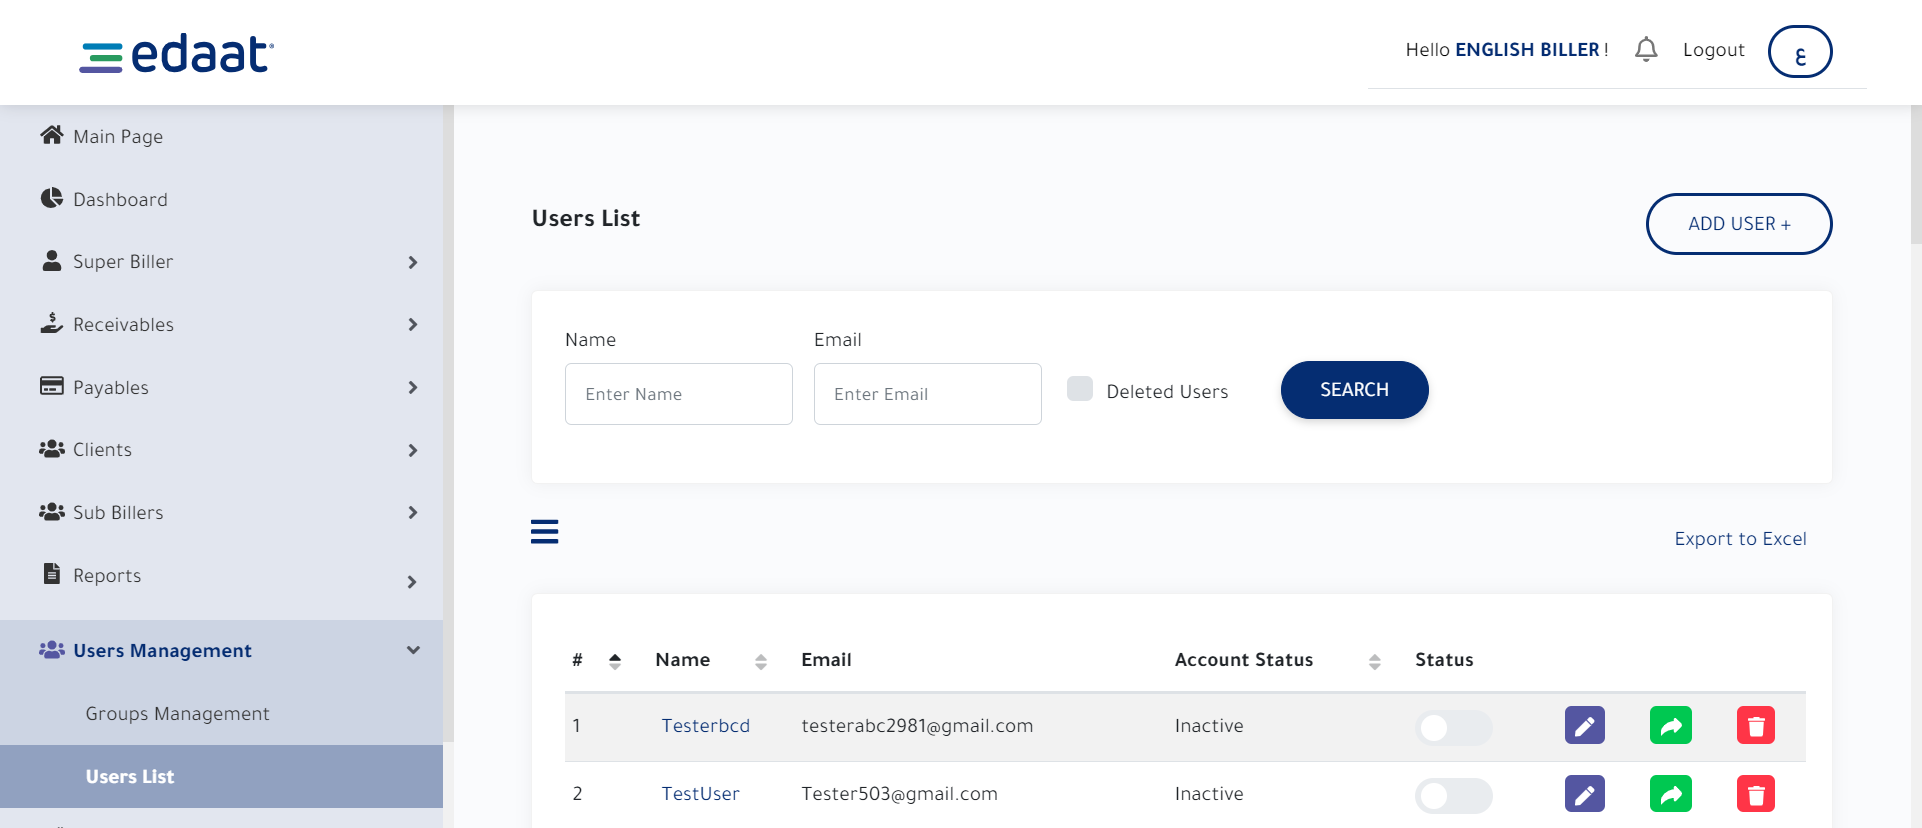 edaat
Hello ENGLISH BILLER !
Logout
ع
Main Page
Dashboard
Super Biller
Receivables
Payables
Clients
Sub Billers
Reports
Users Management
Groups Management
Users List
Users List
ADD USER +
Name
Email
Enter Name
Enter Email
Deleted Users
SEARCH
Export to Excel
# Name Email Account Status Status
1 Testerbcd testerabc2981@gmail.com Inactive
2 TestUser Tester503@gmail.com Inactive